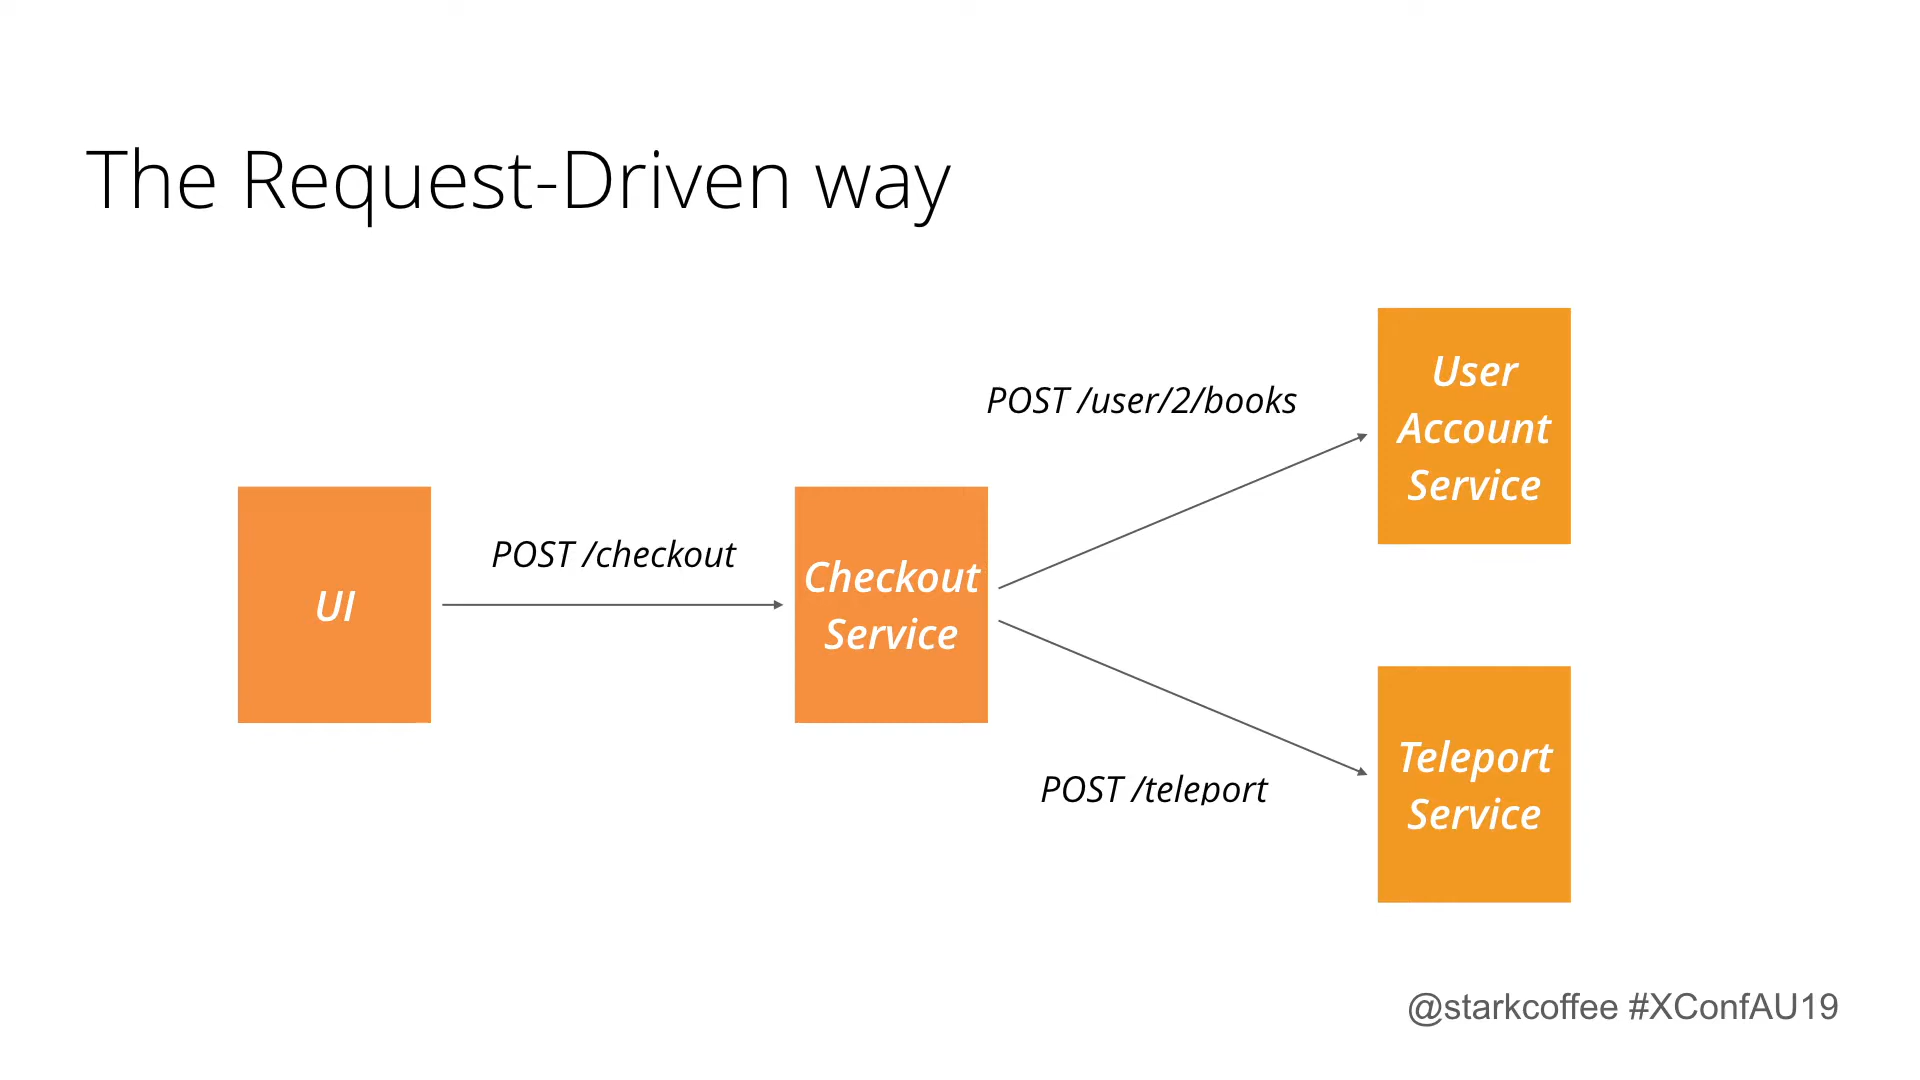 The Request-Driven way
UI
POST /checkout
Checkout
Service
POST /user/2/books
User
Account
Service
POST /teleport
Teleport
Service
@starkcoffee #XConfAU19